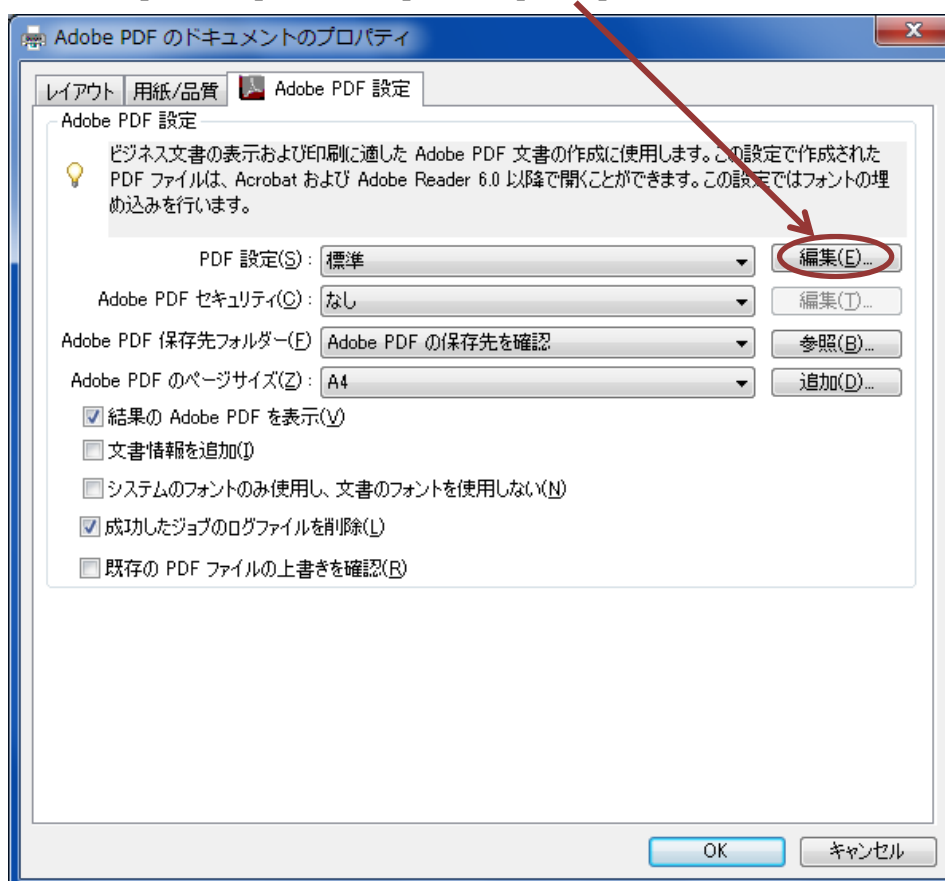 Adobe PDF のドキュメントのプロパティ
レイアウト 用紙/品質 Adobe PDF 設定
Adobe PDF 設定
ビジネス文書の表示および印刷に適した Adobe PDF 文書の作成に使用します。この設定で作成された
PDF ファイルは、Acrobat および Adobe Reader 6.0 以降で開くことができます。この設定ではフォントの埋
め込みを行います。
PDF 設定(S): 標準 編集(E)...
Adobe PDF セキュリティ(C): なし 編集(T)...
Adobe PDF 保存先フォルダー(F) Adobe PDF の保存先を確認 参照(B)...
Adobe PDF のページサイズ(Z): A4 追加(D)...
結果の Adobe PDF を表示(V)
文書情報を追加(I)
システムのフォントのみ使用し、文書のフォントを使用しない(N)
成功したジョブのログファイルを削除(L)
既存の PDF ファイルの上書きを確認(R)
OK キャンセル